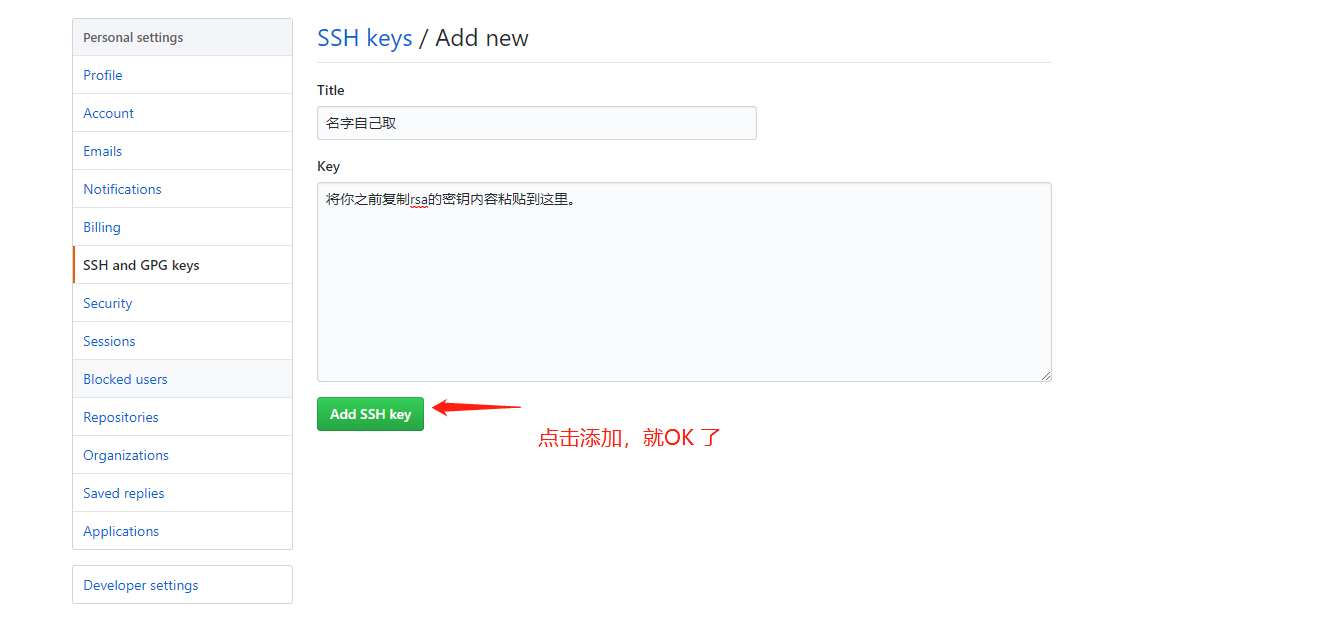 Personal settings
Profile
Account
Emails
Notifications
Billing
SSH and GPG keys
Security
Sessions
Blocked users
Repositories
Organizations
Saved replies
Applications
Developer settings
SSH keys / Add new
Title
名字自己取
Key
将你之前复制rsa的密钥内容粘贴到这里。
Add SSH key
点击添加，就OK 了